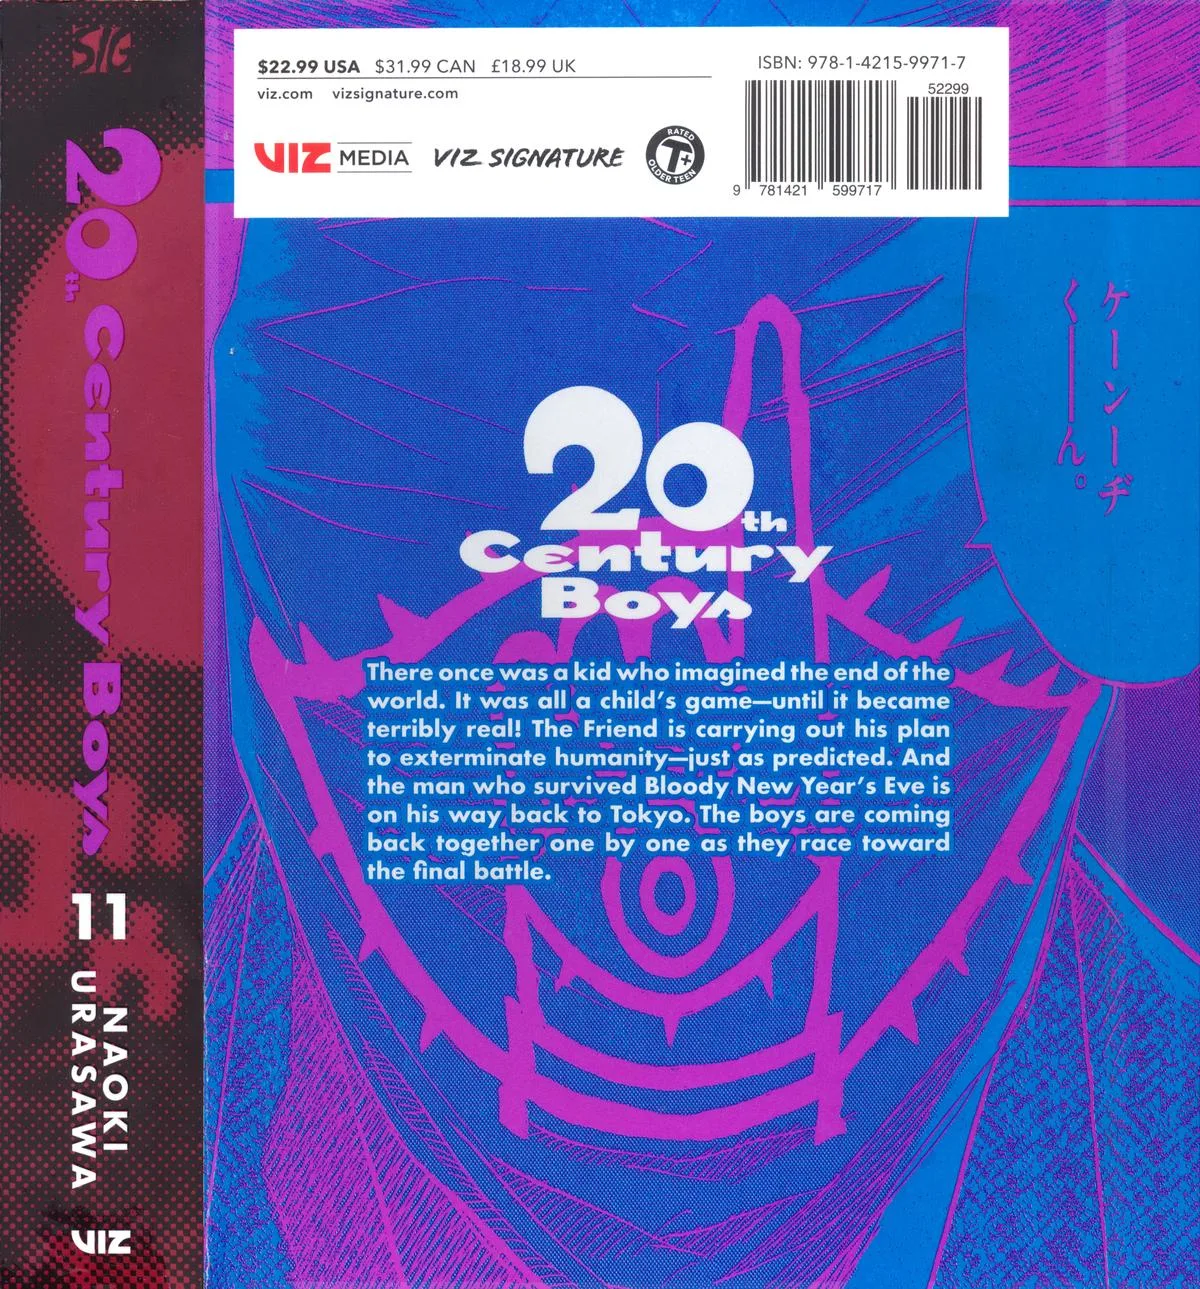 SIG
20th Century Boys
11
NAOKI
URASAWA
VIZ
$22.99 USA $31.99 CAN £18.99 UK
viz.com vizsignature.com
VIZ MEDIA VIZ SIGNATURE
RATED
T+
OLDER TEEN
ISBN: 978-1-4215-9971-7
52299
9 781421 599717
ケーンーヂ
くーーん。
20th
Century
Boys
There once was a kid who imagined the end of the
world. It was all a child's game—until it became
terribly real! The Friend is carrying out his plan
to exterminate humanity—just as predicted. And
the man who survived Bloody New Year's Eve is
on his way back to Tokyo. The boys are coming
back together one by one as they race toward
the final battle.